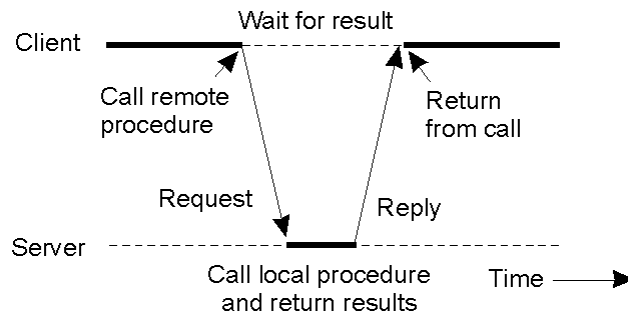 Wait for result
Client
Call remote
procedure
Return
from call
Request
Reply
Server
Call local procedure
and return results
Time